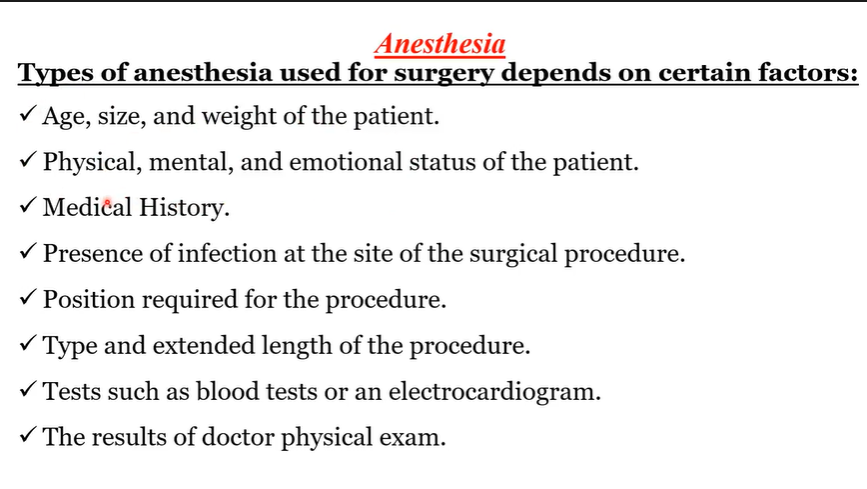 Anesthesia
Types of anesthesia used for surgery depends on certain factors:
✓ Age, size, and weight of the patient.
✓ Physical, mental, and emotional status of the patient.
✓ Medical History.
✓ Presence of infection at the site of the surgical procedure.
✓ Position required for the procedure.
✓ Type and extended length of the procedure.
✓ Tests such as blood tests or an electrocardiogram.
✓ The results of doctor physical exam.